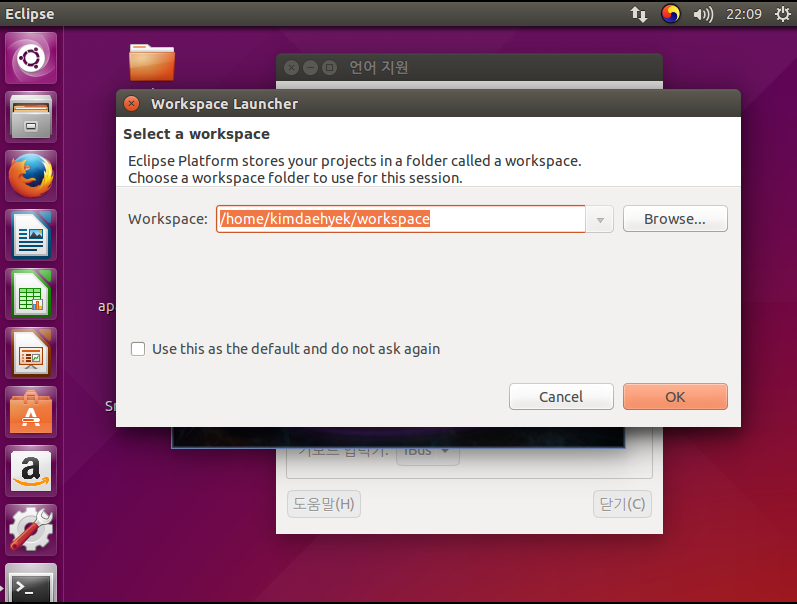 Eclipse
22:09
언어 지원
Workspace Launcher
Select a workspace
Eclipse Platform stores your projects in a folder called a workspace.
Choose a workspace folder to use for this session.
Workspace: /home/kimdaehyek/workspace Browse...
ap
Use this as the default and do not ask again
Cancel OK
키보드 입력기: IBus
도움말(H) 닫기(C)